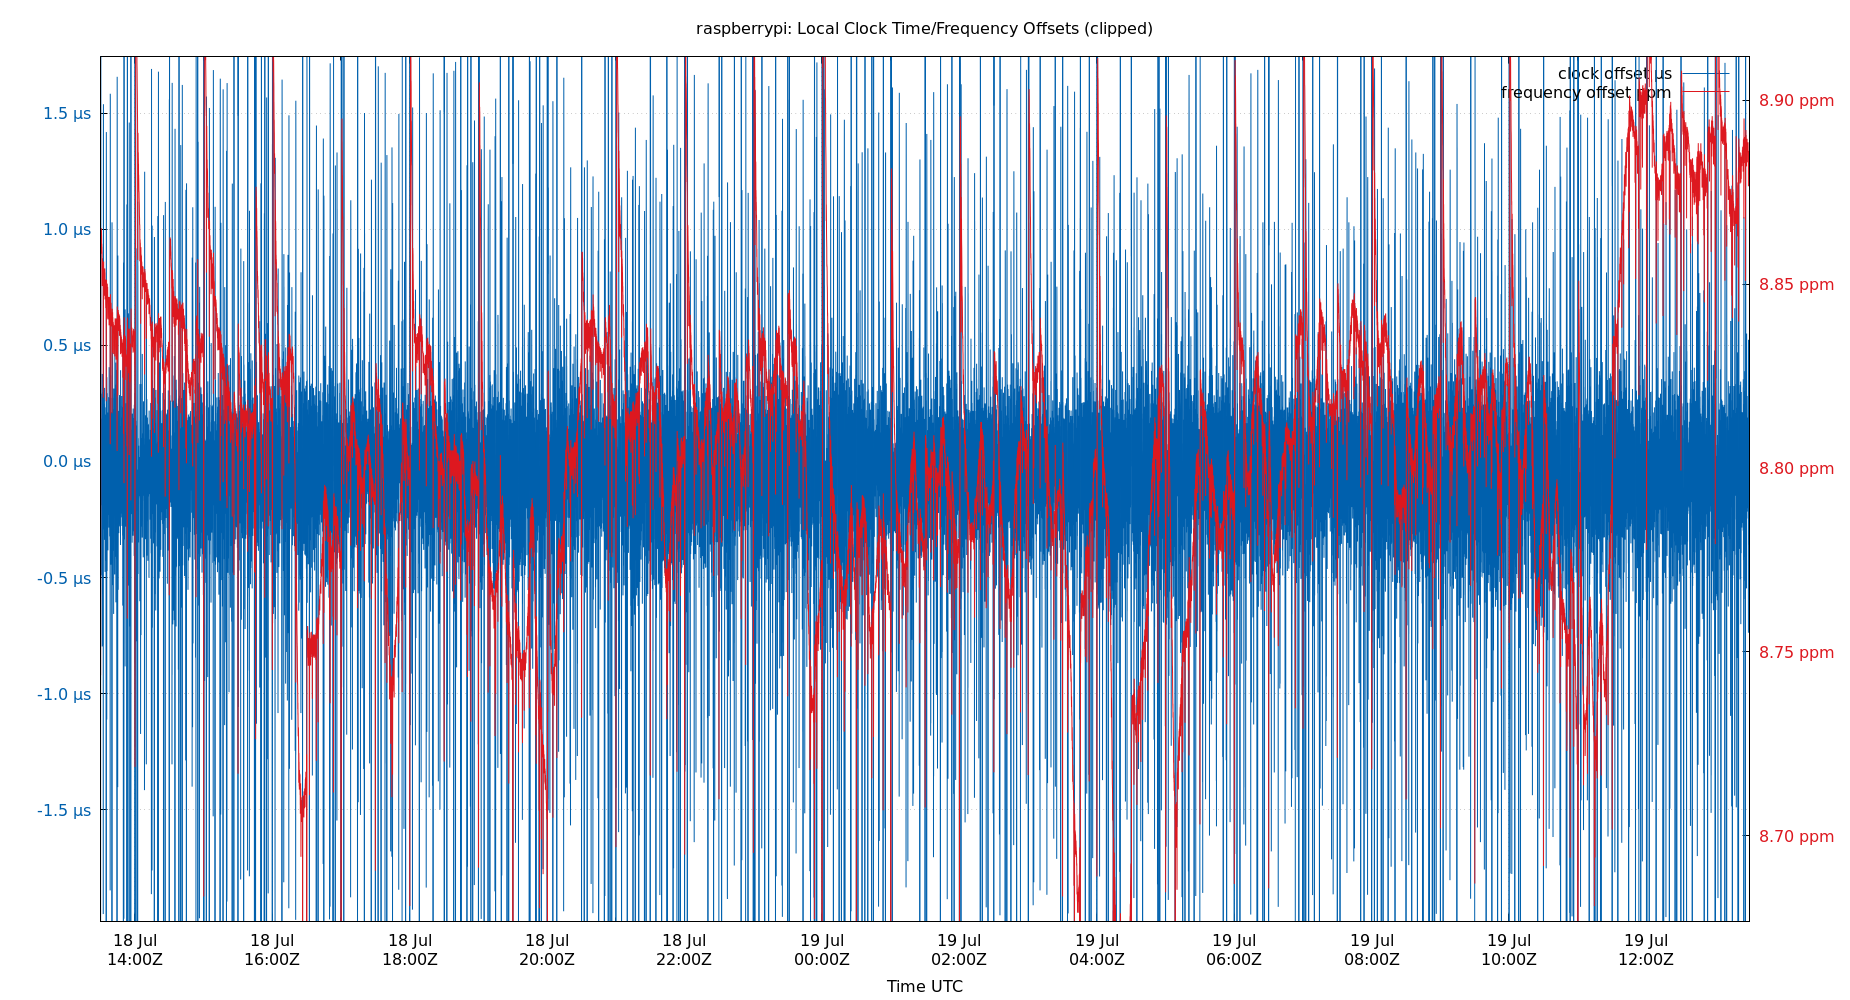 raspberrypi: Local Clock Time/Frequency Offsets (clipped)
clock offset µs
frequency offset ppm
1.5 µs
1.0 µs
0.5 µs
0.0 µs
-0.5 µs
-1.0 µs
-1.5 µs
8.90 ppm
8.85 ppm
8.80 ppm
8.75 ppm
8.70 ppm
18 Jul
14:00Z
18 Jul
16:00Z
18 Jul
18:00Z
18 Jul
20:00Z
18 Jul
22:00Z
19 Jul
00:00Z
19 Jul
02:00Z
19 Jul
04:00Z
19 Jul
06:00Z
19 Jul
08:00Z
19 Jul
10:00Z
19 Jul
12:00Z
Time UTC